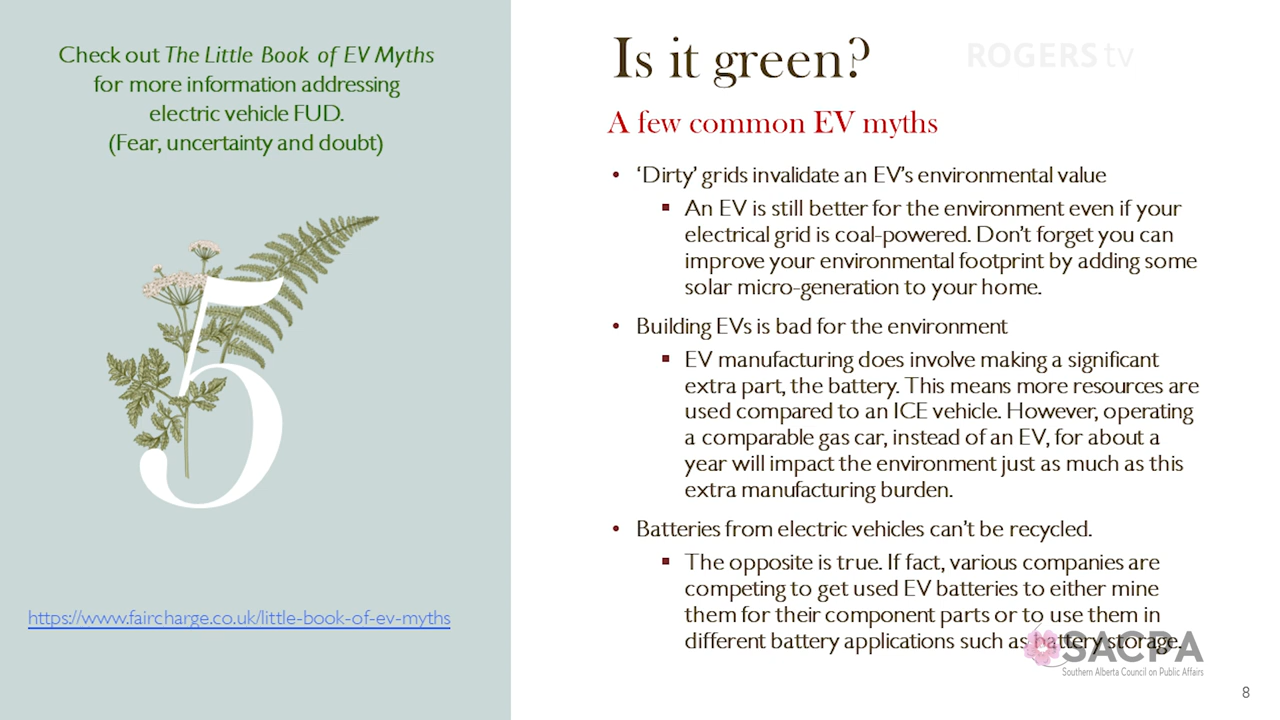 Check out The Little Book of EV Myths
for more information addressing
electric vehicle FUD.
(Fear, uncertainty and doubt)
5
https://www.faircharge.co.uk/little-book-of-ev-myths
Is it green?
ROGERS tv
A few common EV myths
• ‘Dirty’ grids invalidate an EV’s environmental value
▪ An EV is still better for the environment even if your
electrical grid is coal-powered. Don’t forget you can
improve your environmental footprint by adding some
solar micro-generation to your home.
• Building EVs is bad for the environment
▪ EV manufacturing does involve making a significant
extra part, the battery. This means more resources are
used compared to an ICE vehicle. However, operating
a comparable gas car, instead of an EV, for about a
year will impact the environment just as much as this
extra manufacturing burden.
• Batteries from electric vehicles can’t be recycled.
▪ The opposite is true. If fact, various companies are
competing to get used EV batteries to either mine
them for their component parts or to use them in
different battery applications such as battery storage.
SACPA
Southern Alberta Council on Public Affairs
8